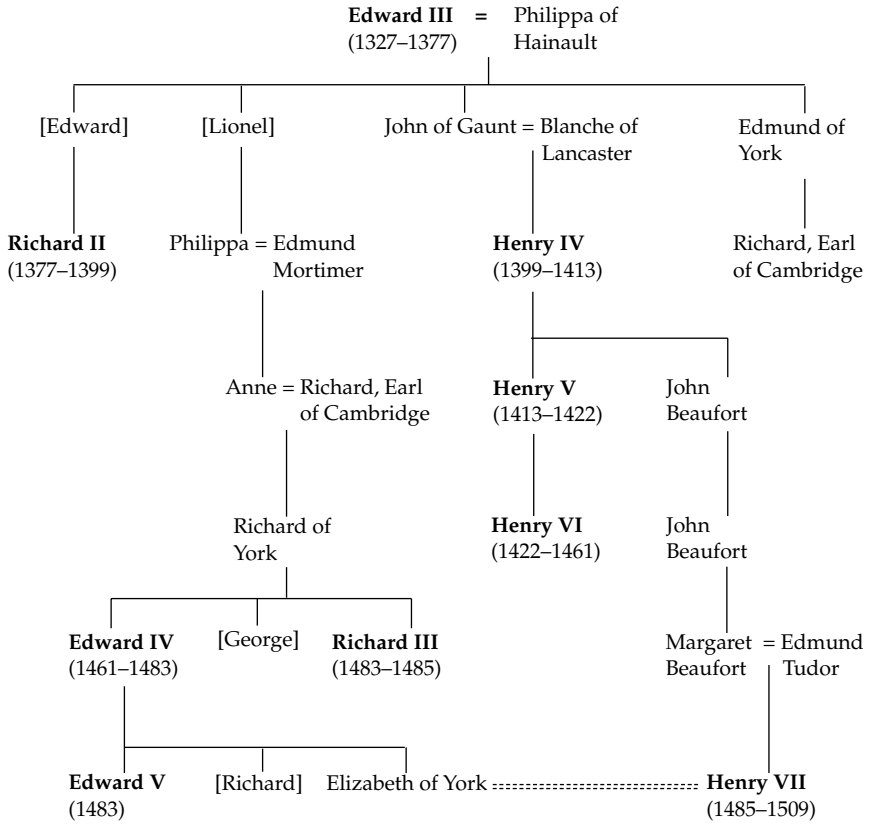 Edward III = Philippa of
(1327–1377) Hainault
[Edward] [Lionel] John of Gaunt = Blanche of Edmund of
Lancaster York
Richard II Philippa = Edmund Henry IV Richard, Earl
(1377–1399) Mortimer (1399–1413) of Cambridge
Anne = Richard, Earl Henry V John
of Cambridge (1413–1422) Beaufort
Richard of Henry VI John
York (1422–1461) Beaufort
Edward IV [George] Richard III Margaret = Edmund
(1461–1483) (1483–1485) Beaufort Tudor
Edward V [Richard] Elizabeth of York Henry VII
(1483) (1485–1509)